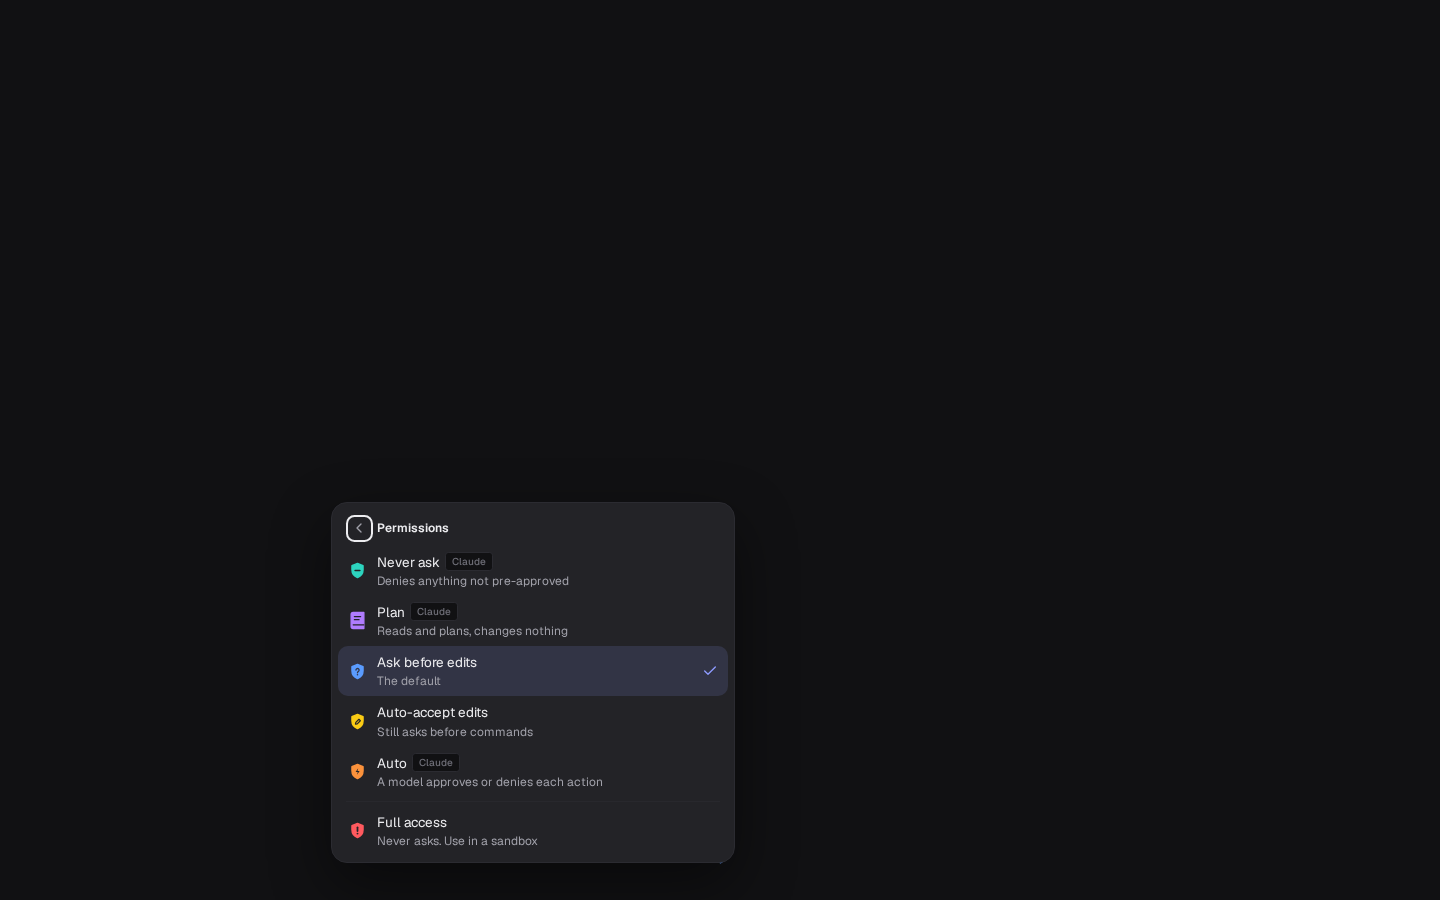 Permissions
Never ask Claude
Denies anything not pre-approved
Plan Claude
Reads and plans, changes nothing
Ask before edits
The default
Auto-accept edits
Still asks before commands
Auto Claude
A model approves or denies each action
Full access
Never asks. Use in a sandbox